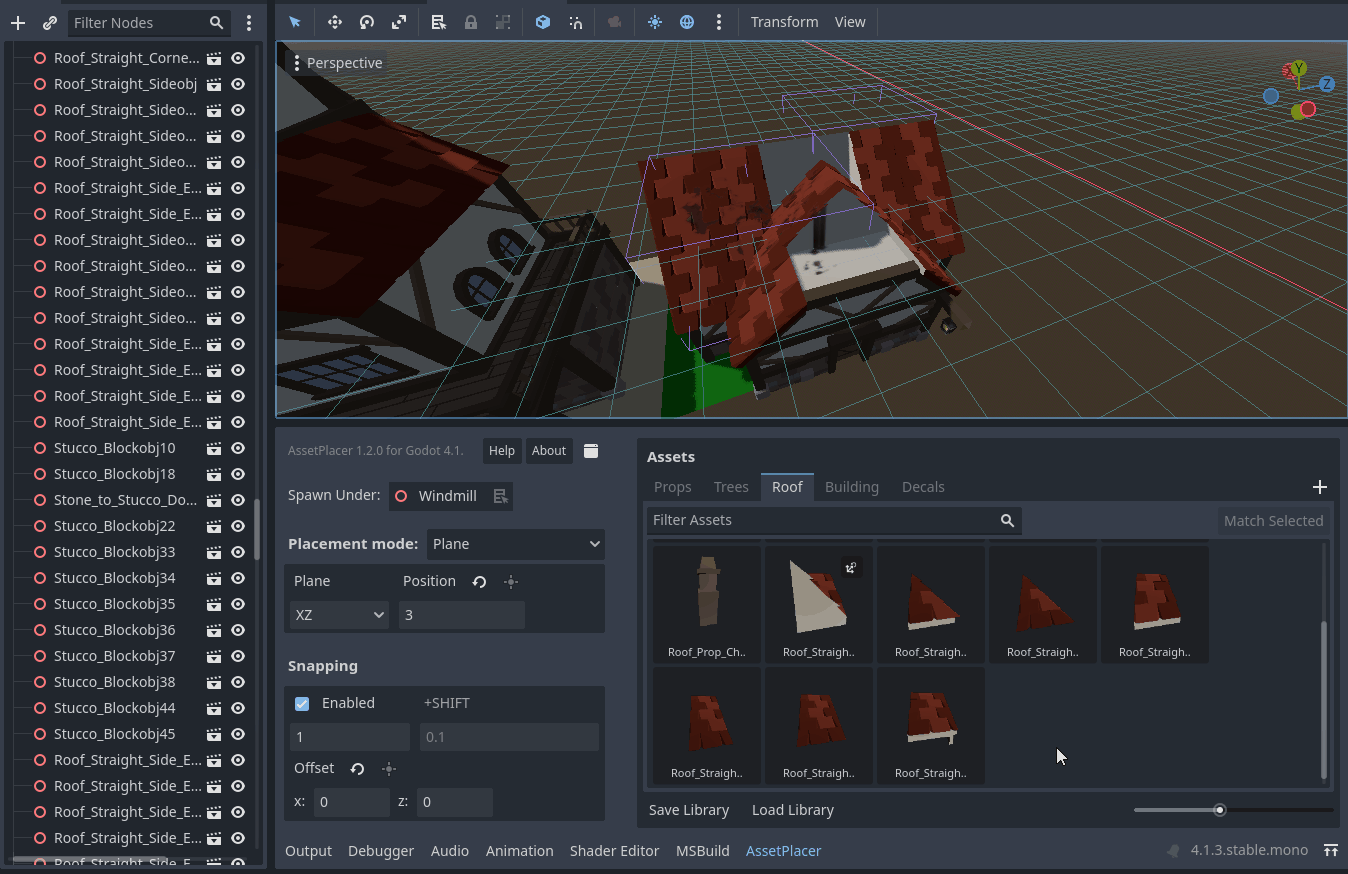 Filter Nodes
Roof_Straight_Corne...
Roof_Straight_Sideobj
Roof_Straight_Sideo...
Roof_Straight_Sideo...
Roof_Straight_Sideo...
Roof_Straight_Side_E...
Roof_Straight_Side_E...
Roof_Straight_Sideo...
Roof_Straight_Sideo...
Roof_Straight_Sideo...
Roof_Straight_Sideo...
Roof_Straight_Side_E...
Roof_Straight_Side_E...
Roof_Straight_Side_E...
Roof_Straight_Side_E...
Stucco_Blockobj10
Stucco_Blockobj18
Stone_to_Stucco_Do...
Stucco_Blockobj22
Stucco_Blockobj33
Stucco_Blockobj34
Stucco_Blockobj35
Stucco_Blockobj36
Stucco_Blockobj37
Stucco_Blockobj38
Stucco_Blockobj44
Stucco_Blockobj45
Roof_Straight_Side_E...
Roof_Straight_Side_E...
Roof_Straight_Side_E...
Roof_Straight_Side_E...
Roof_Straight_Side_E...
Transform View
Perspective
Y
Z
AssetPlacer 1.2.0 for Godot 4.1. Help About
Spawn Under: Windmill
Placement mode: Plane
Plane Position
XZ 3
Snapping
Enabled +SHIFT
1 0.1
Offset
x: 0 z: 0
Assets
Props Trees Roof Building Decals
Filter Assets Match Selected
Roof_Prop_Ch.. Roof_Straigh.. Roof_Straigh.. Roof_Straigh.. Roof_Straigh..
Roof_Straigh.. Roof_Straigh.. Roof_Straigh..
Save Library Load Library
Output Debugger Audio Animation Shader Editor MSBuild AssetPlacer 4.1.3.stable.mono